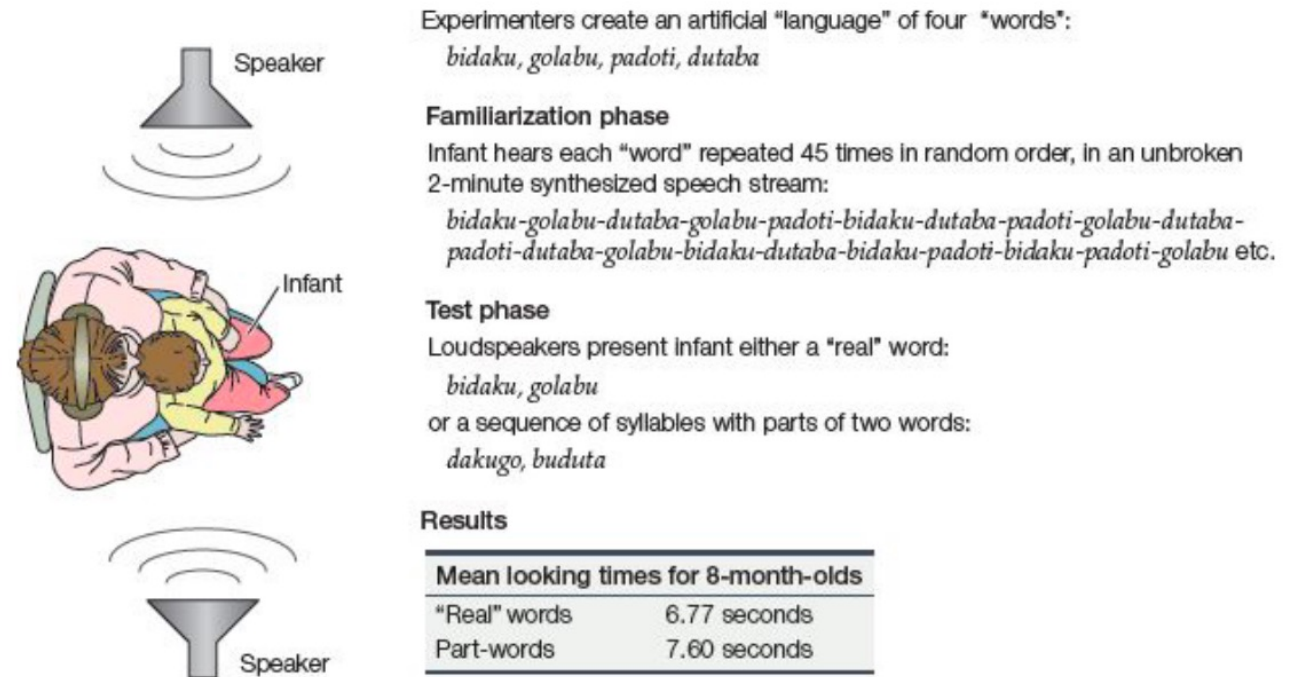 Speaker
Infant
Speaker
Experimenters create an artificial “language” of four “words”:
bidaku, golabu, padoti, dutaba
Familiarization phase
Infant hears each “word” repeated 45 times in random order, in an unbroken
2-minute synthesized speech stream:
bidaku-golabu-dutaba-golabu-padoti-bidaku-dutaba-padoti-golabu-dutaba-
padoti-dutaba-golabu-bidaku-dutaba-bidaku-padoti-bidaku-padoti-golabu etc.
Test phase
Loudspeakers present infant either a “real” word:
bidaku, golabu
or a sequence of syllables with parts of two words:
dakugo, buduta
Results
Mean looking times for 8-month-olds
“Real” words 6.77 seconds
Part-words 7.60 seconds